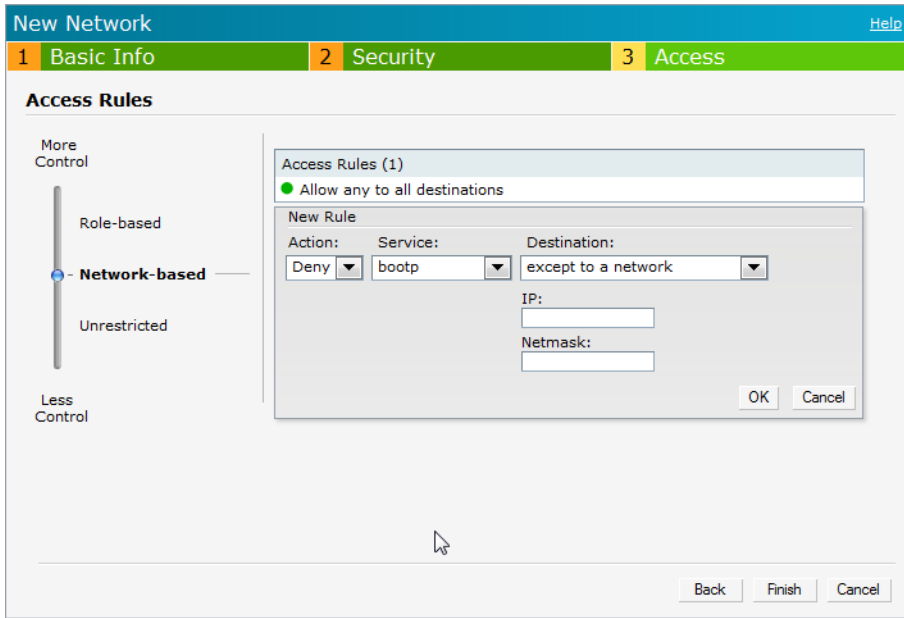 New Network Help
1 Basic Info 2 Security 3 Access
Access Rules
More
Control
Role-based
Network-based
Unrestricted
Less
Control
Access Rules (1)
Allow any to all destinations
New Rule
Action: Service: Destination:
Deny bootp except to a network
IP:
Netmask:
OK Cancel
Back Finish Cancel